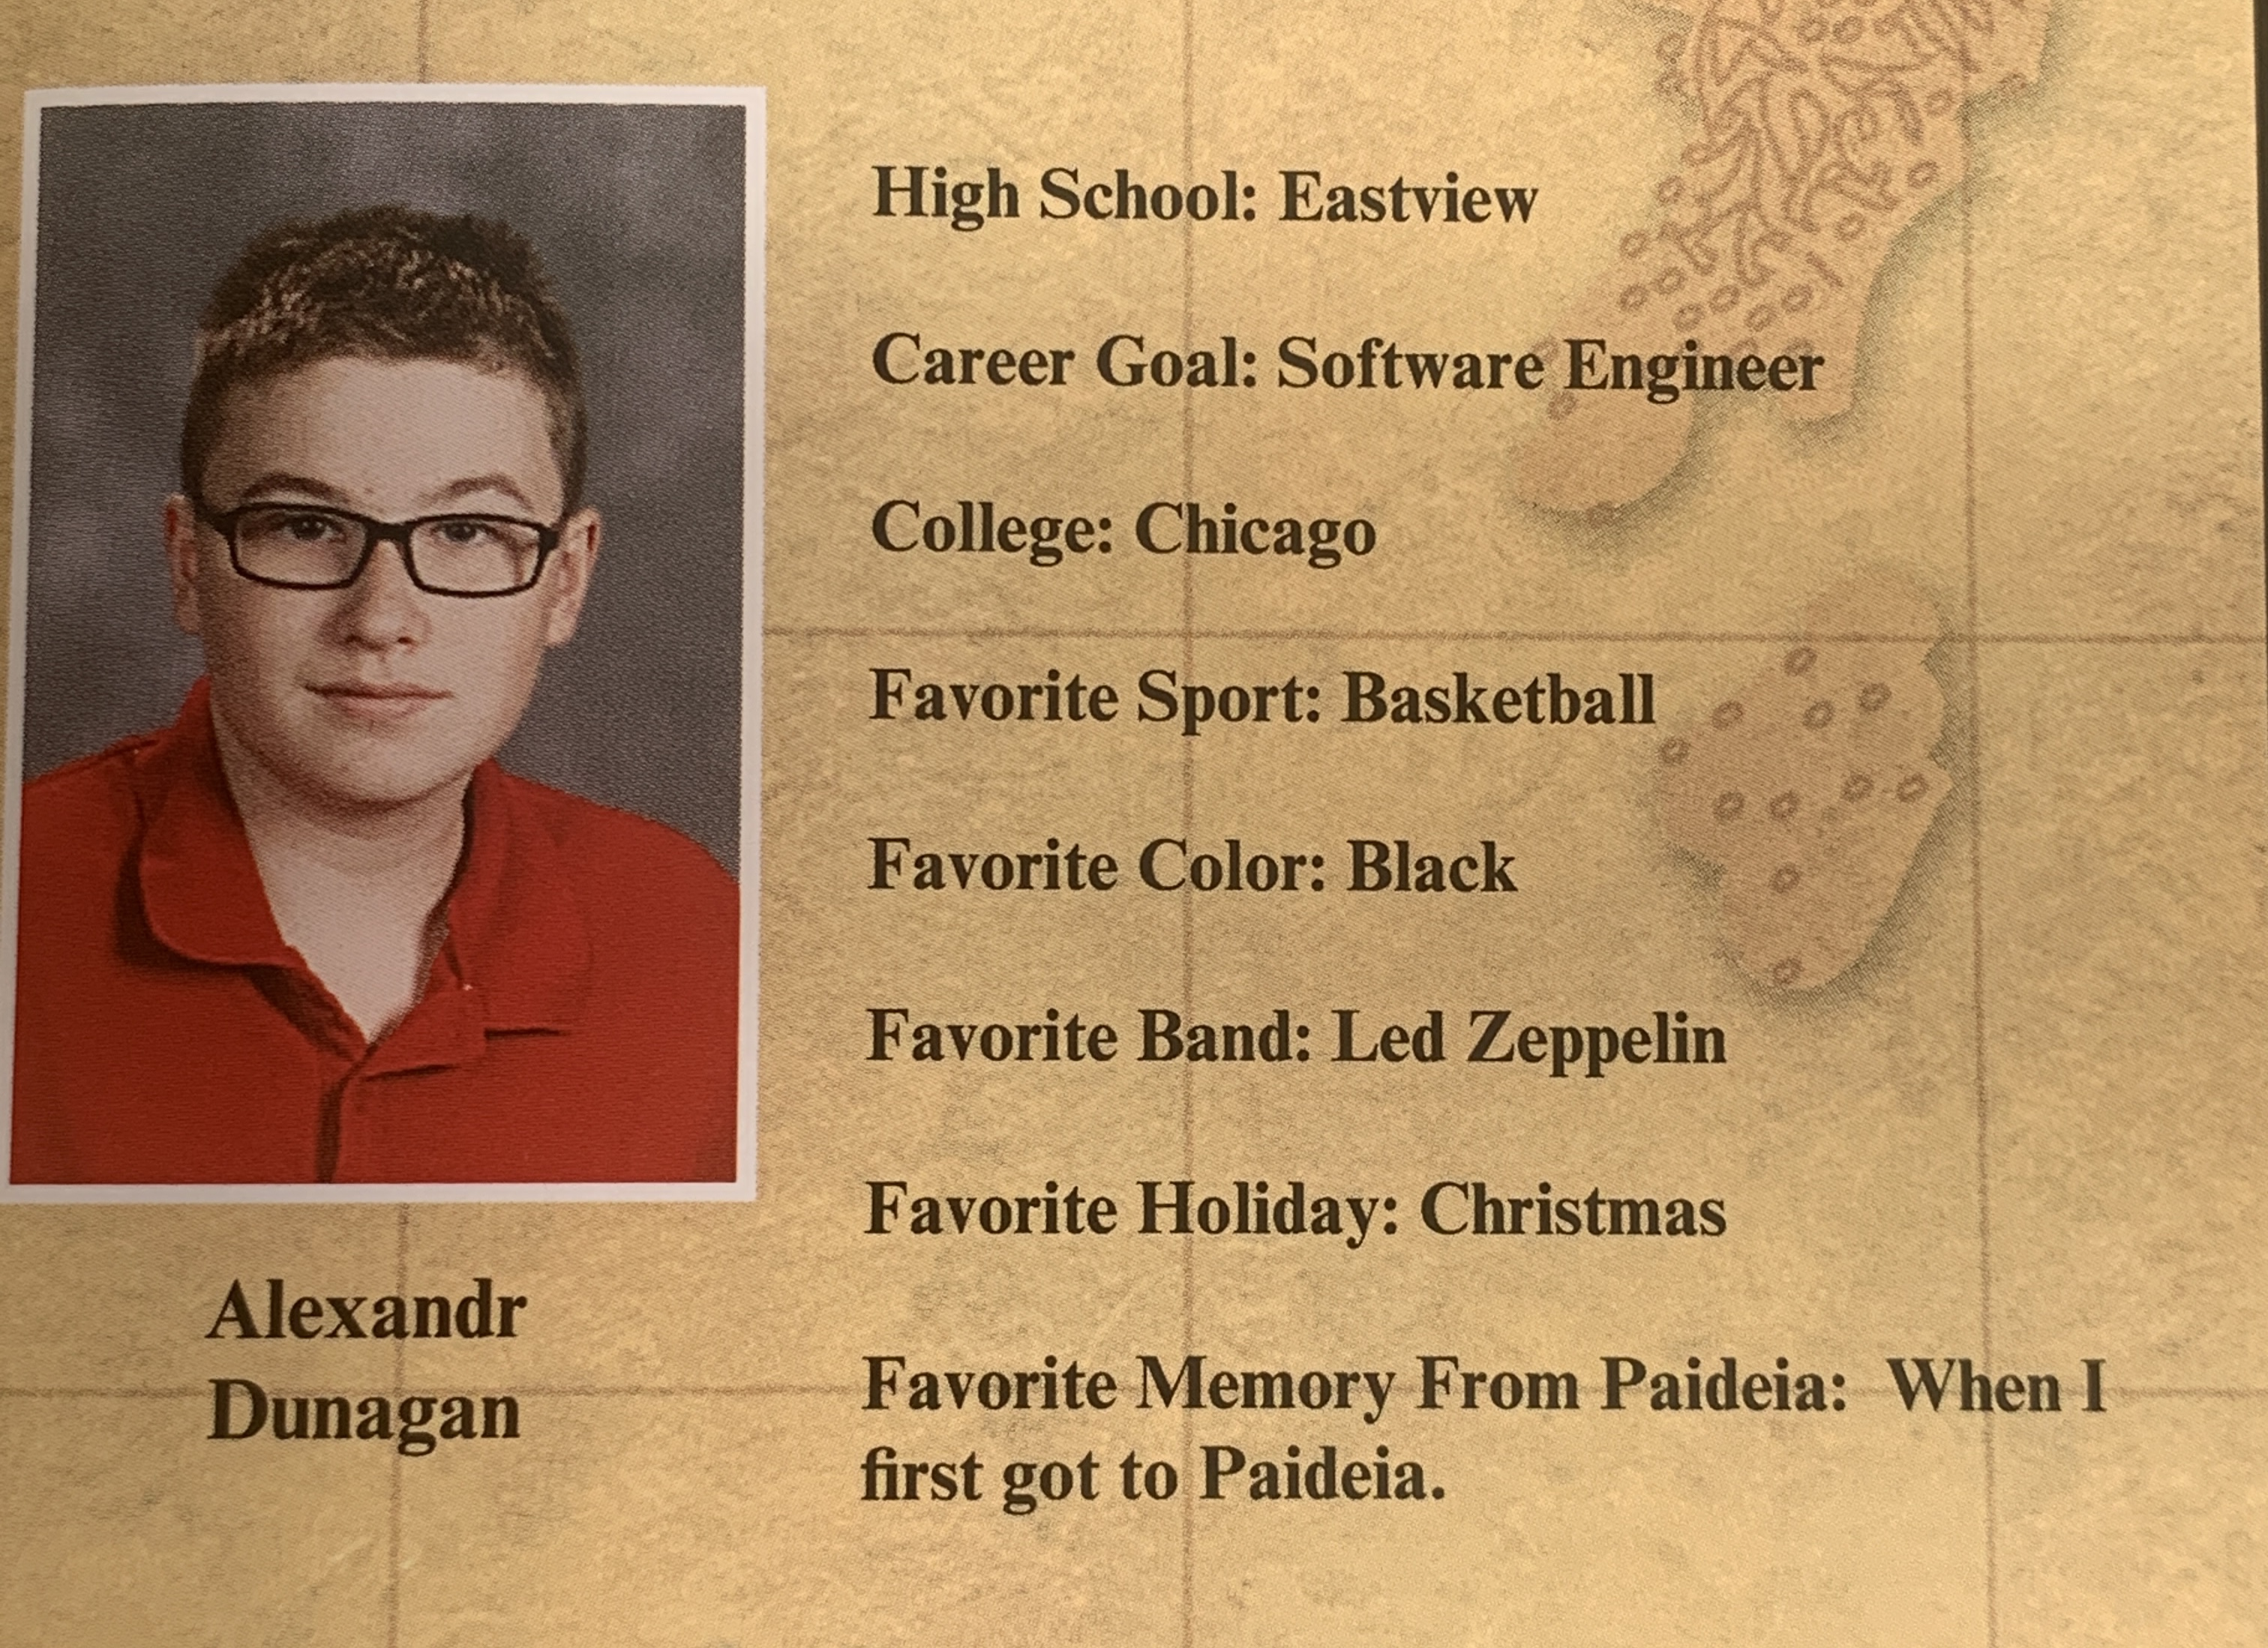 High School: Eastview
Career Goal: Software Engineer
College: Chicago
Favorite Sport: Basketball
Favorite Color: Black
Favorite Band: Led Zeppelin
Favorite Holiday: Christmas
Favorite Memory From Paideia: When I
first got to Paideia.
Alexandr
Dunagan